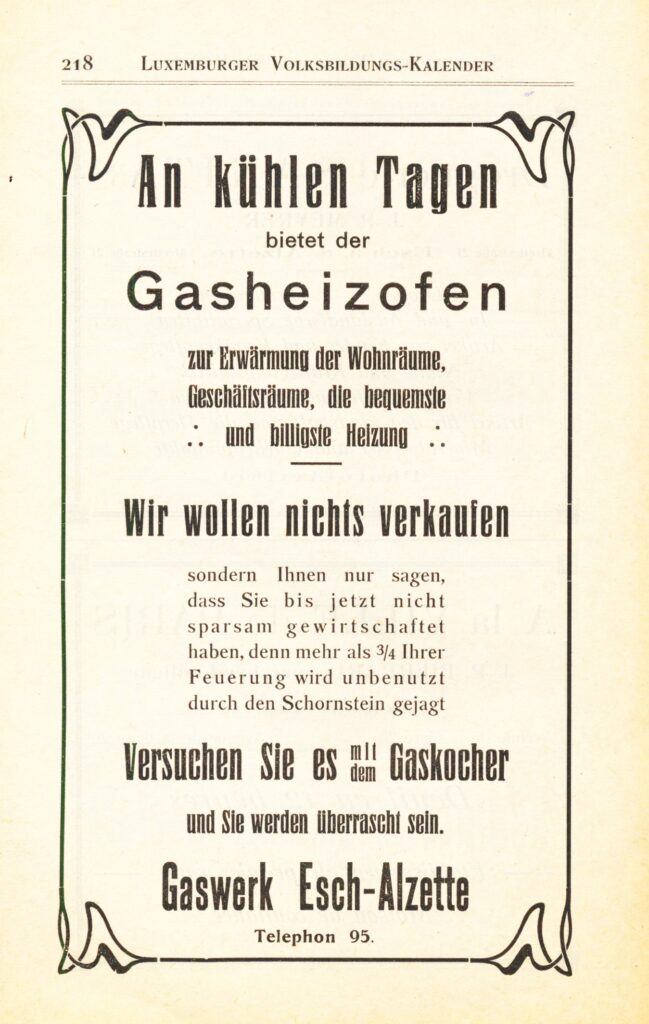 218 Luxemburger Volksbildungs-Kalender
An kühlen Tagen
bietet der
Gasheizofen
zur Erwärmung der Wohnräume,
Geschäftsräume, die bequemste
∴ und billigste Heizung ∴
Wir wollen nichts verkaufen
sondern Ihnen nur sagen,
dass Sie bis jetzt nicht
sparsam gewirtschaftet
haben, denn mehr als 3/4 Ihrer
Feuerung wird unbenutzt
durch den Schornstein gejagt
Versuchen Sie es mit dem Gaskocher
und Sie werden überrascht sein.
Gaswerk Esch-Alzette
Telephon 95.